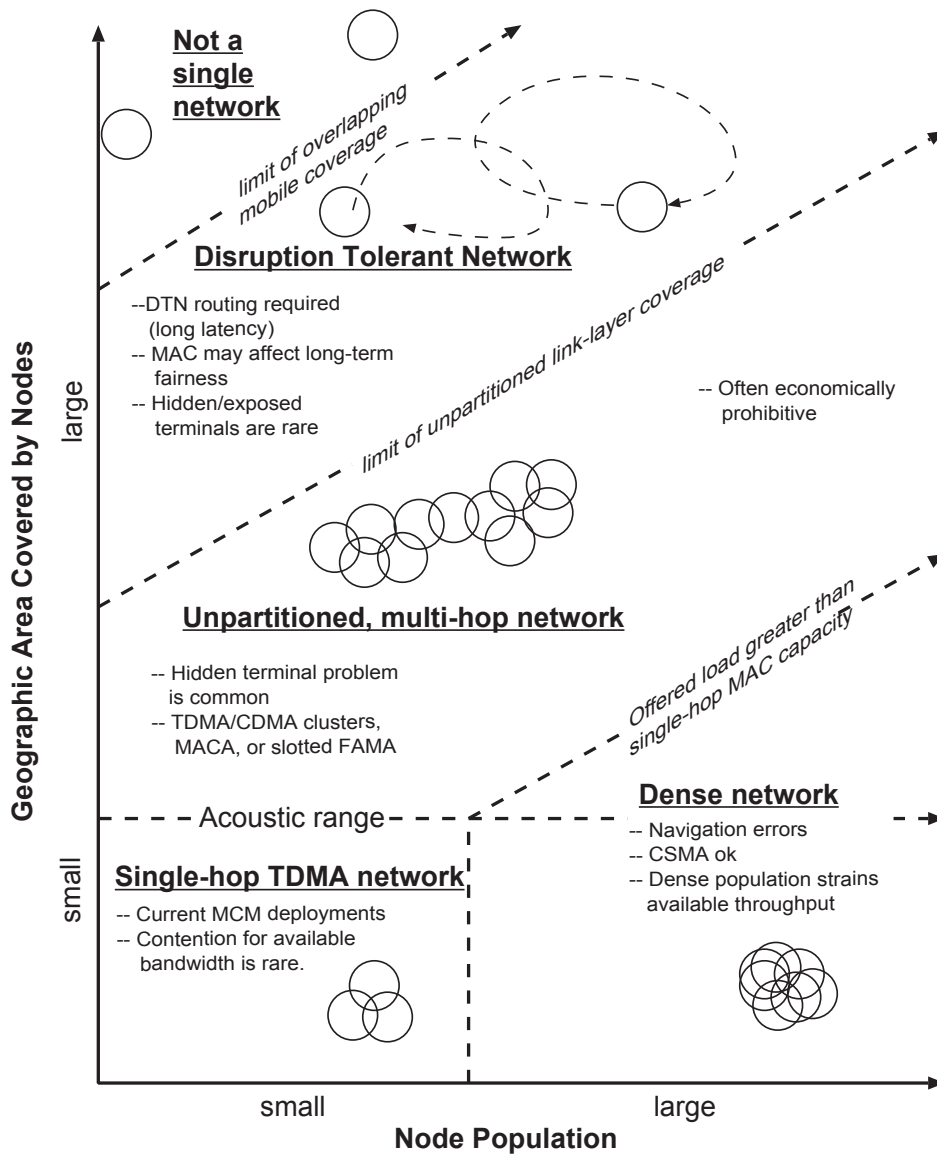 Not a
single
network
limit of overlapping
mobile coverage
Disruption Tolerant Network
--DTN routing required
(long latency)
-- MAC may affect long-term
fairness
-- Hidden/exposed
terminals are rare
limit of unpartitioned link-layer coverage
-- Often economically
prohibitive
Unpartitioned, multi-hop network
-- Hidden terminal problem
is common
-- TDMA/CDMA clusters,
MACA, or slotted FAMA
Offered load greater than
single-hop MAC capacity
Acoustic range
Single-hop TDMA network
-- Current MCM deployments
-- Contention for available
bandwidth is rare.
Dense network
-- Navigation errors
-- CSMA ok
-- Dense population strains
available throughput
Geographic Area Covered by Nodes
large
small
small
large
Node Population